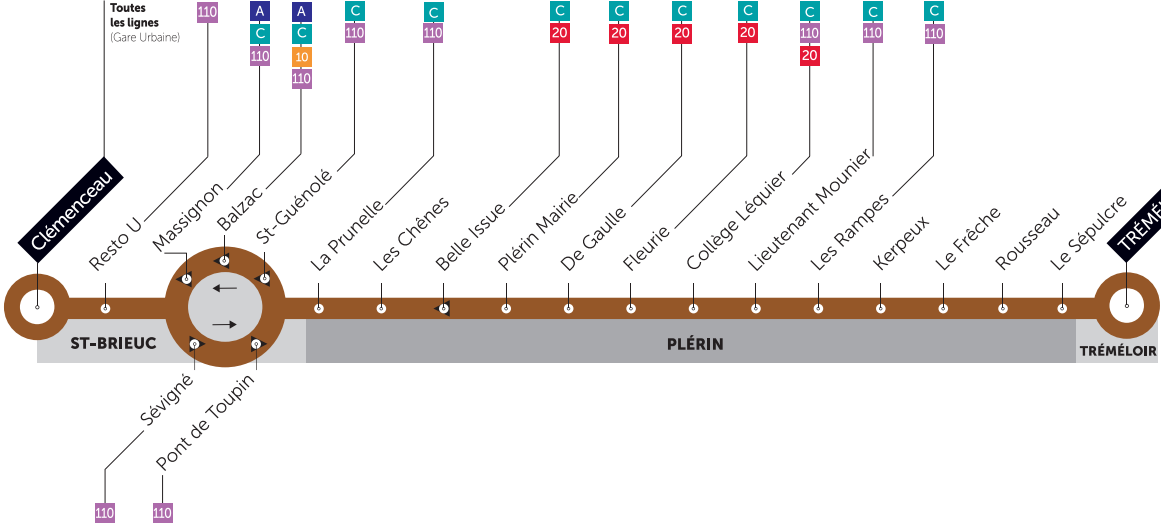 Toutes
les lignes
(Gare Urbaine)
110
A
C
110
A
C
10
110
C
110
C
110
C
20
C
20
C
20
C
20
C
110
20
C
110
C
110
Clémenceau
Resto U
Massignon
Balzac
St-Guénolé
La Prunelle
Les Chênes
Belle Issue
Plérin Mairie
De Gaulle
Fleurie
Collège Léquier
Lieutenant Mounier
Les Rampes
Kerpeux
Le Frêche
Rousseau
Le Sépulcre
TRÉMÉL
ST-BRIEUC
PLÉRIN
TRÉMÉLOIR
Sévigné
Pont de Toupin
110
110